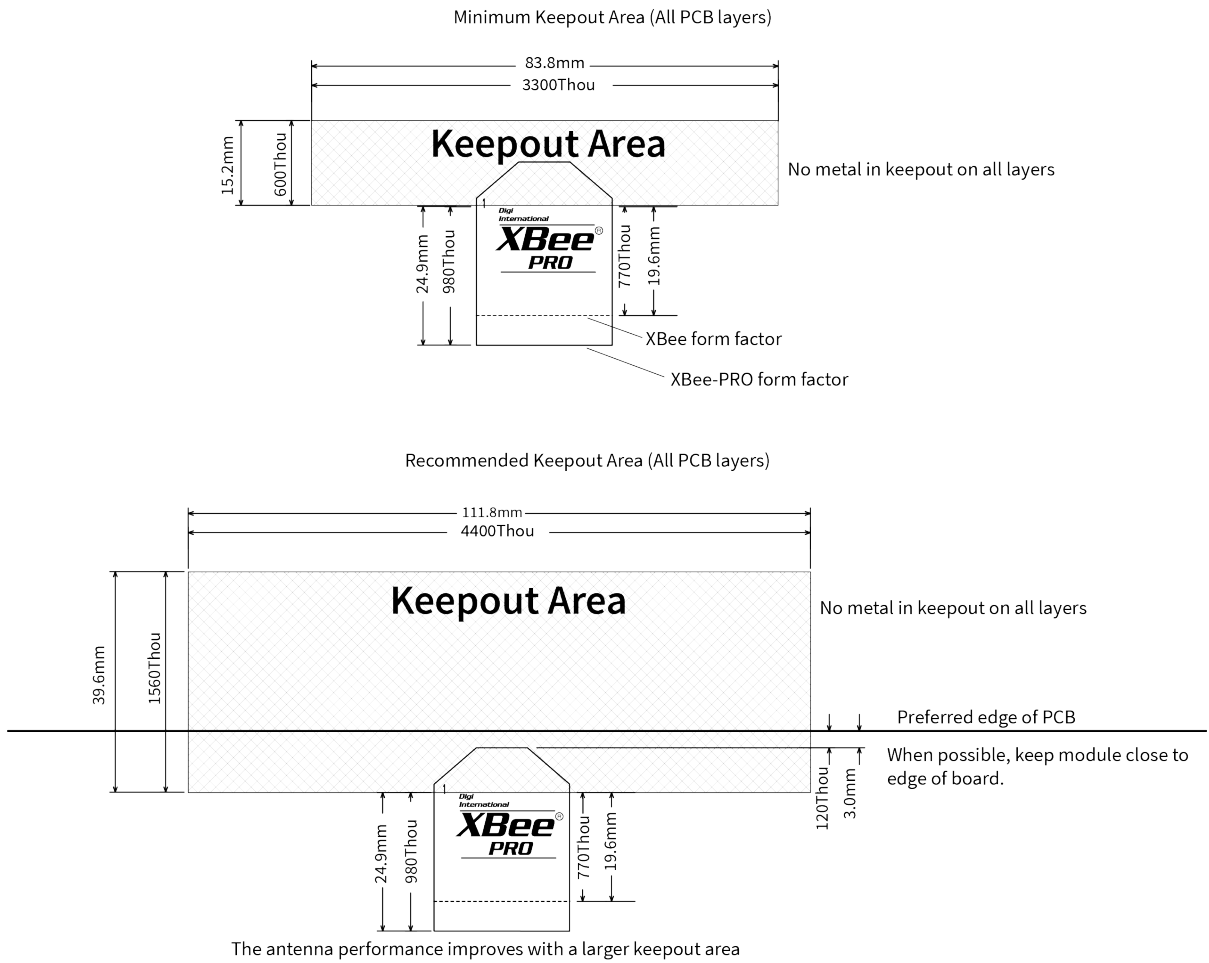 Minimum Keepout Area (All PCB layers)
83.8mm
3300Thou
Keepout Area
15.2mm
600Thou
No metal in keepout on all layers
1
Digi
International
XBee®
PRO
24.9mm
980Thou
770Thou
19.6mm
XBee form factor
XBee-PRO form factor
Recommended Keepout Area (All PCB layers)
111.8mm
4400Thou
Keepout Area
No metal in keepout on all layers
39.6mm
1560Thou
Preferred edge of PCB
When possible, keep module close to
edge of board.
120Thou
3.0mm
1
Digi
International
XBee®
PRO
24.9mm
980Thou
770Thou
19.6mm
The antenna performance improves with a larger keepout area